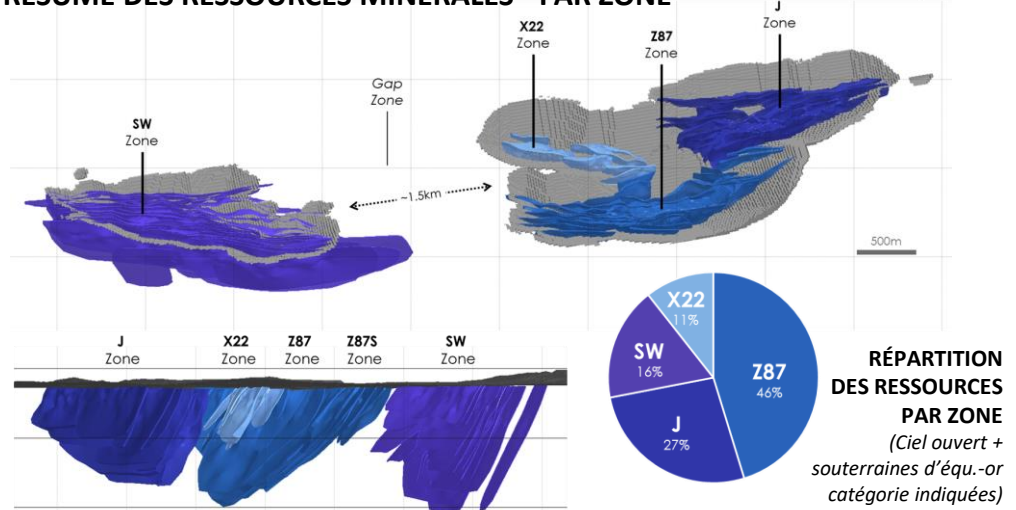 RÉSUMÉ DES RESSOURCES MINÉRALES - PAR ZONE
X22
Zone
J
Zone
Z87
Zone
Gap
Zone
SW
Zone
~1.5km
500m
J
Zone
X22
Zone
Z87
Zone
Z87S
Zone
SW
Zone
X22
11%
SW
16%
Z87
46%
J
27%
RÉPARTITION
DES RESSOURCES
PAR ZONE
(Ciel ouvert +
souterraines d'équ.-or
catégorie indiquées)